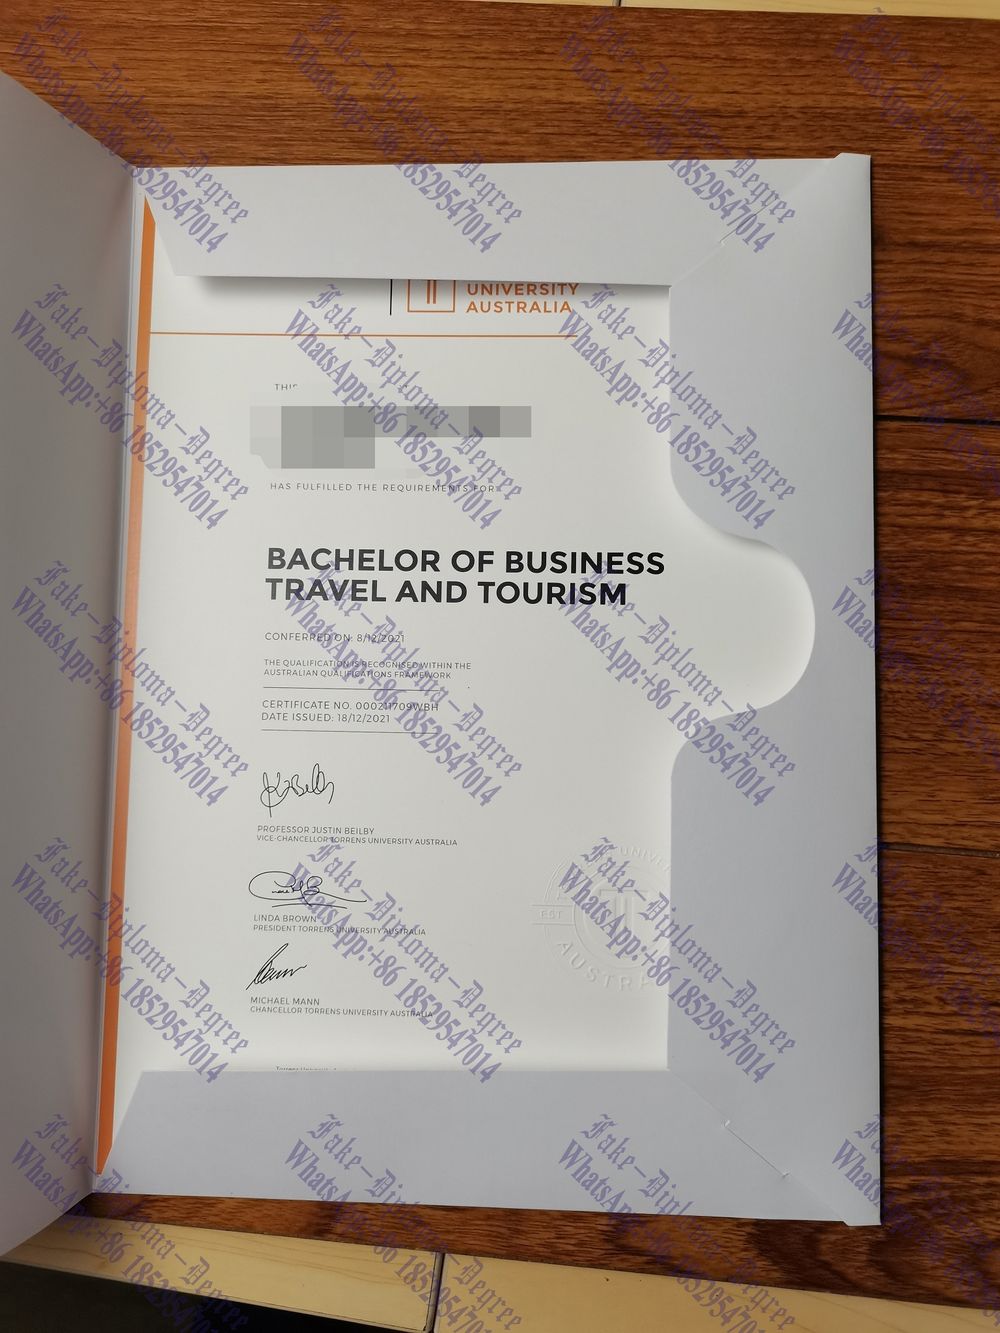 UNIVERSITY
AUSTRALIA
HAS FULFILLED THE REQUIREMENTS FOR
BACHELOR OF BUSINESS
TRAVEL AND TOURISM
CONFERRED ON: 8/12/2021
THE QUALIFICATION IS RECOGNISED WITHIN THE
AUSTRALIAN QUALIFICATIONS FRAMEWORK
CERTIFICATE NO. 000211709WBH
DATE ISSUED: 18/12/2021
PROFESSOR JUSTIN BEILBY
VICE-CHANCELLOR TORRENS UNIVERSITY AUSTRALIA
LINDA BROWN
PRESIDENT TORRENS UNIVERSITY AUSTRALIA
MICHAEL MANN
CHANCELLOR TORRENS UNIVERSITY AUSTRALIA
EST
Fake-Diploma-Degree
WhatsApp:+86 18529547014